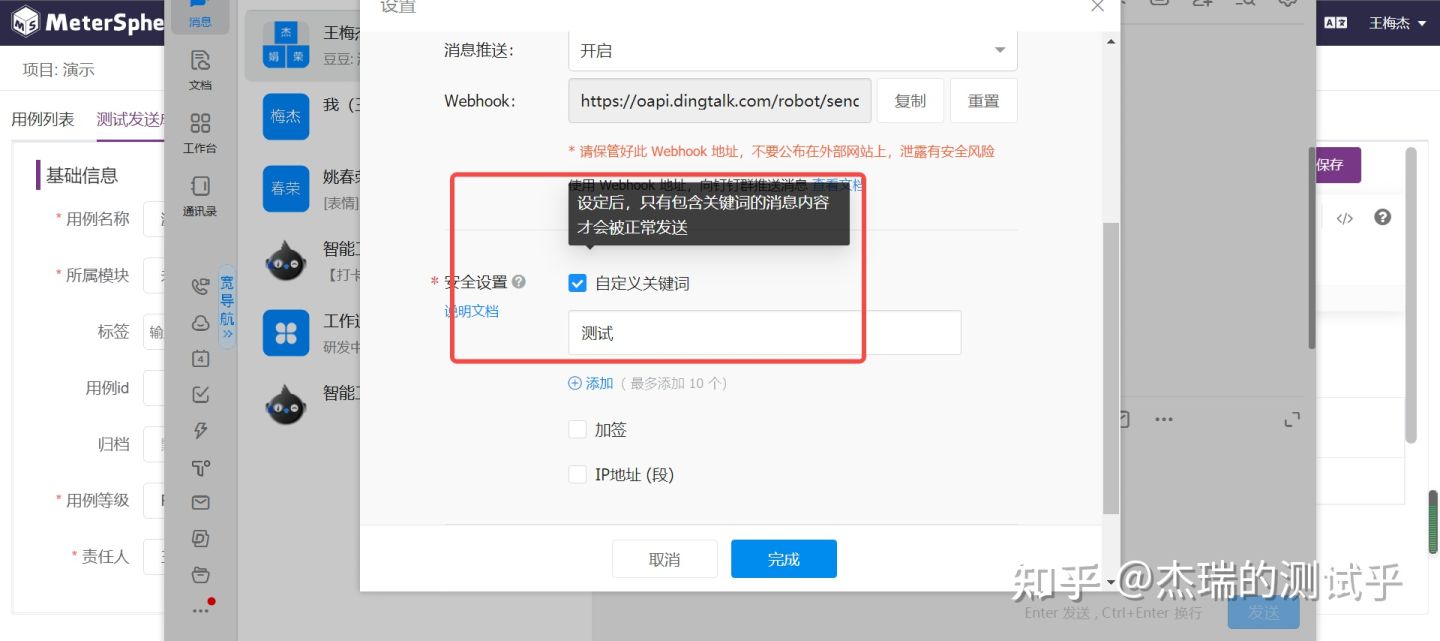 MeterSphe
王梅杰
项目: 演示
用例列表
测试发送
基础信息
* 用例名称
* 所属模块
标签
输
用例id
归档
* 用例等级
* 责任人
消息
文档
工作台
通讯录
宽导航
4
杰
娟 荣
王梅杰
豆豆:
梅杰
我（
春荣
姚春
[表情]
智能
【打卡
工作
研发中
智能
设置
消息推送：
开启
Webhook：
https://oapi.dingtalk.com/robot/senc
复制
重置
* 请保管好此 Webhook 地址，不要公布在外部网站上，泄露有安全风险
使用 Webhook 地址，向钉钉群推送消息 查看文档
设定后，只有包含关键词的消息内容
才会被正常发送
* 安全设置
说明文档
自定义关键词
测试
添加（ 最多添加 10 个）
加签
IP地址 (段)
取消
完成
保存
Enter 发送 , Ctrl+Enter 换行
发送
知乎 @杰瑞的测试乎